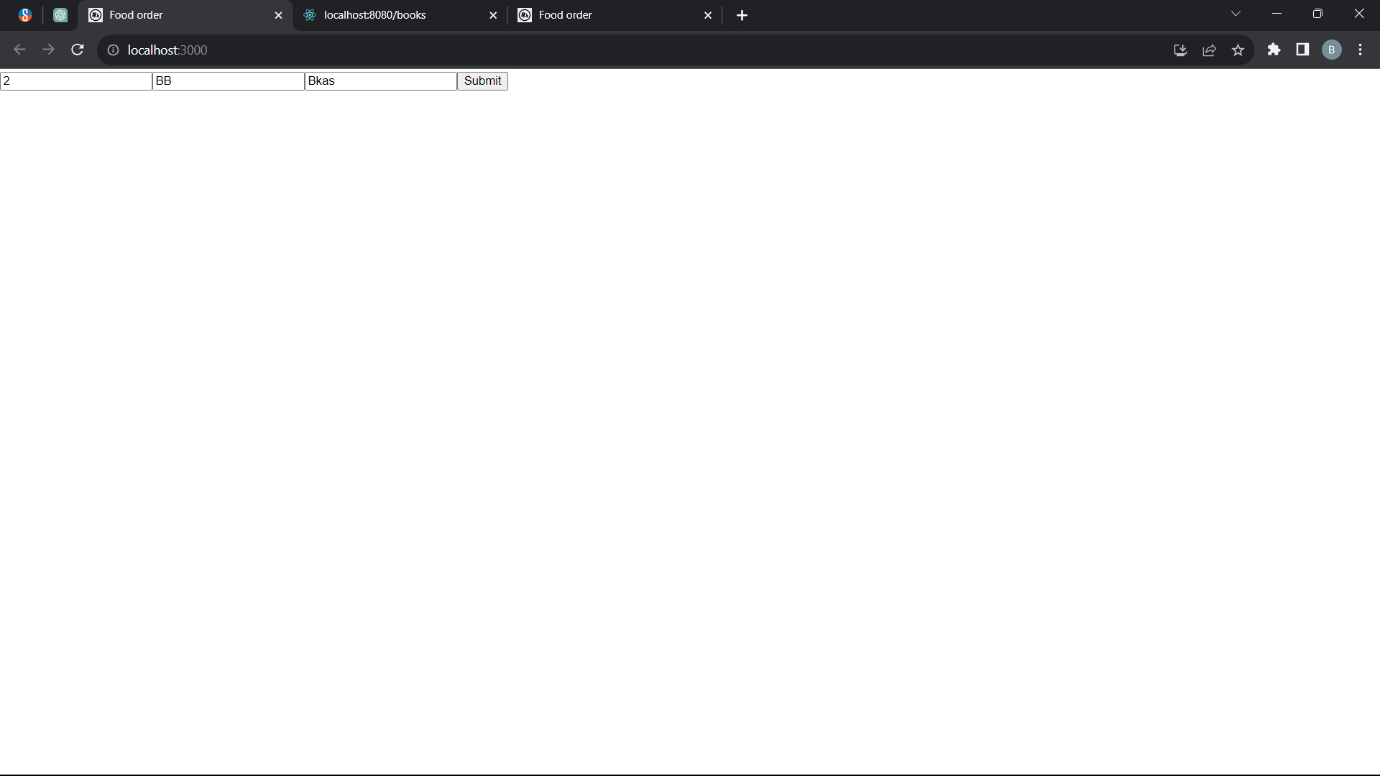 Food order
localhost:8080/books
Food order
localhost:3000
B
2
BB
Bkas
Submit